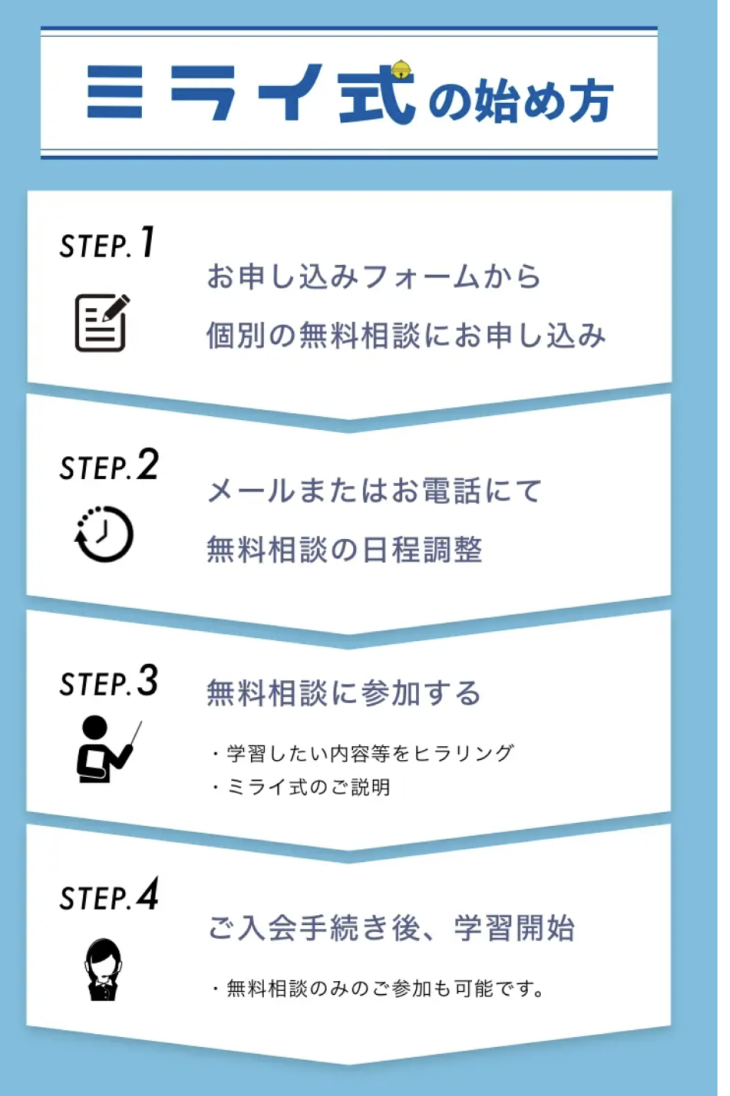 ミライ式の始め方
STEP.1
お申し込みフォームから
個別の無料相談にお申し込み
STEP.2
メールまたはお電話にて
無料相談の日程調整
STEP.3
無料相談に参加する
・学習したい内容等をヒラリング
・ミライ式のご説明
STEP.4
ご入会手続き後、学習開始
・無料相談のみのご参加も可能です。